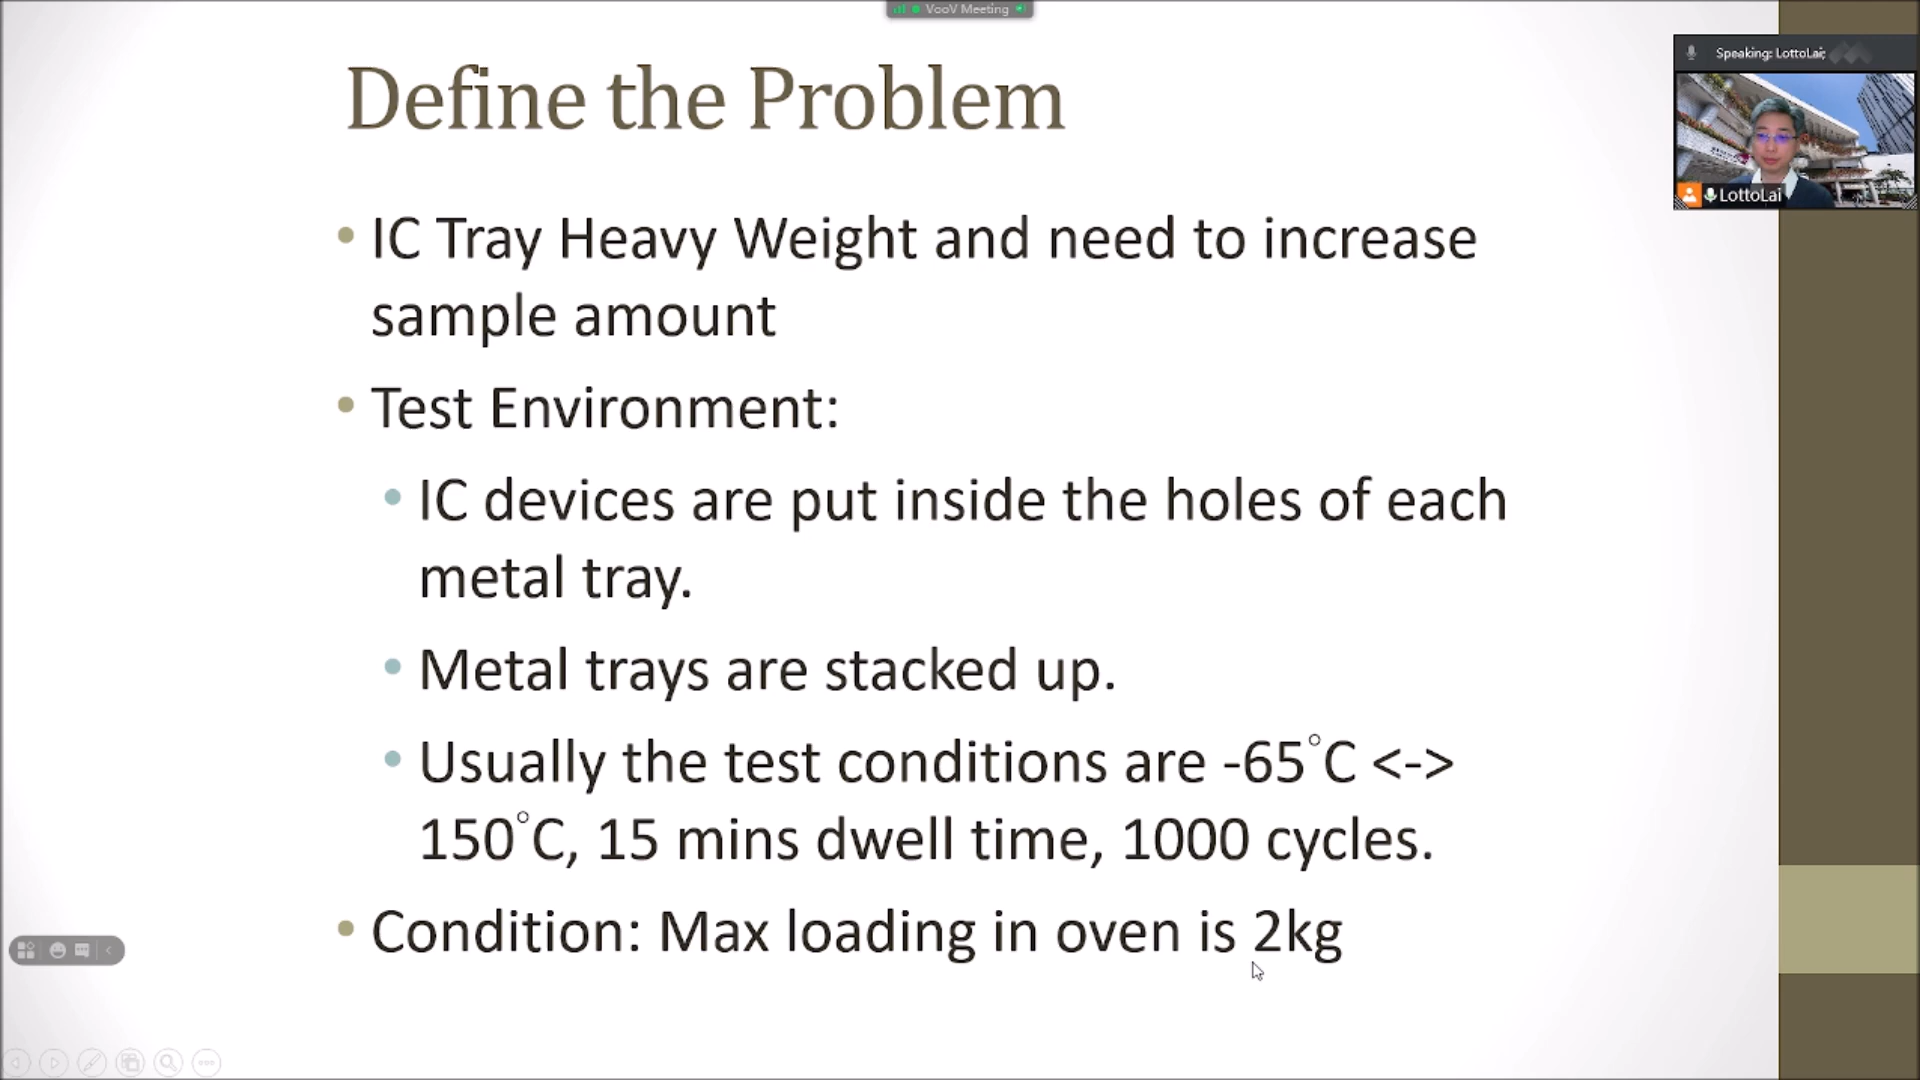 VooV Meeting
Define the Problem
Speaking: LottoLai;
LottoLai
• IC Tray Heavy Weight and need to increase
sample amount
• Test Environment:
• IC devices are put inside the holes of each
metal tray.
• Metal trays are stacked up.
• Usually the test conditions are -65°C <->
150°C, 15 mins dwell time, 1000 cycles.
• Condition: Max loading in oven is 2kg